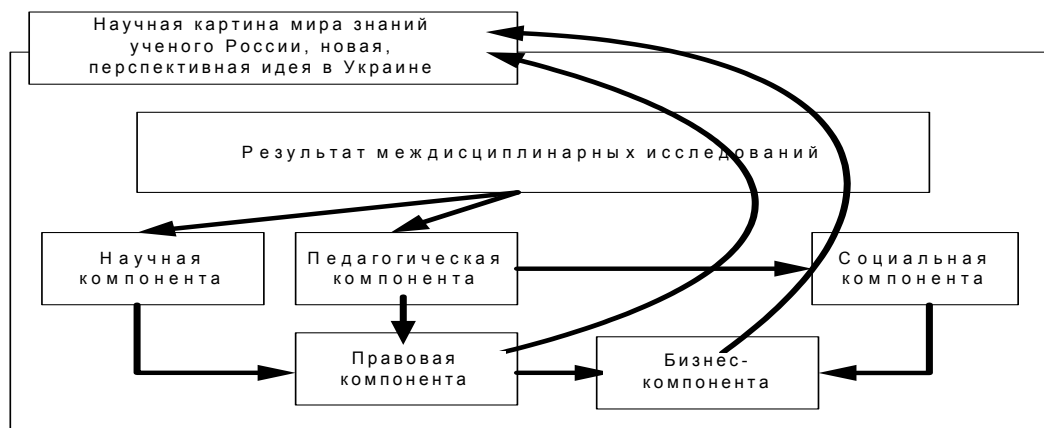 Научная картина мира знаний
ученого России, новая,
перспективная идея в Украине
Результат междисциплинарных исследований
Научная
компонента
Педагогическая
компонента
Социальная
компонента
Правовая
компонента
Бизнес-
компонента